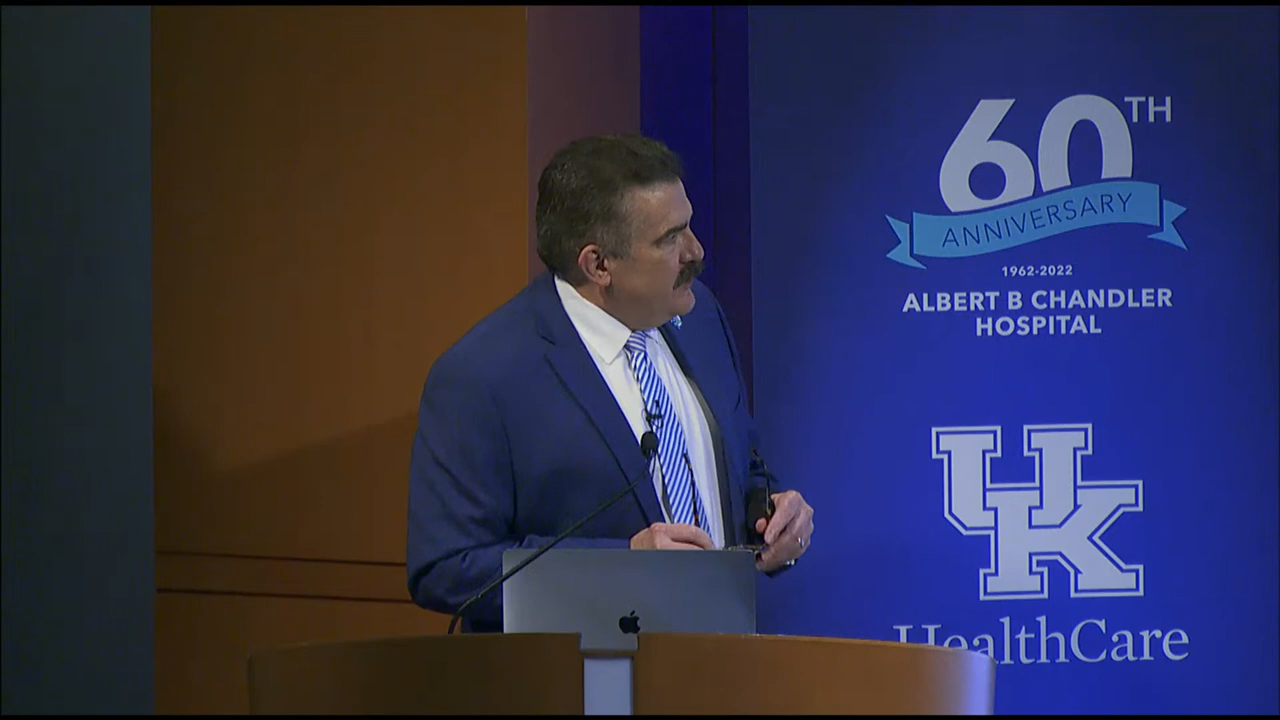 60TH
ANNIVERSARY
1962-2022
ALBERT B CHANDLER
HOSPITAL
UK
HealthCare